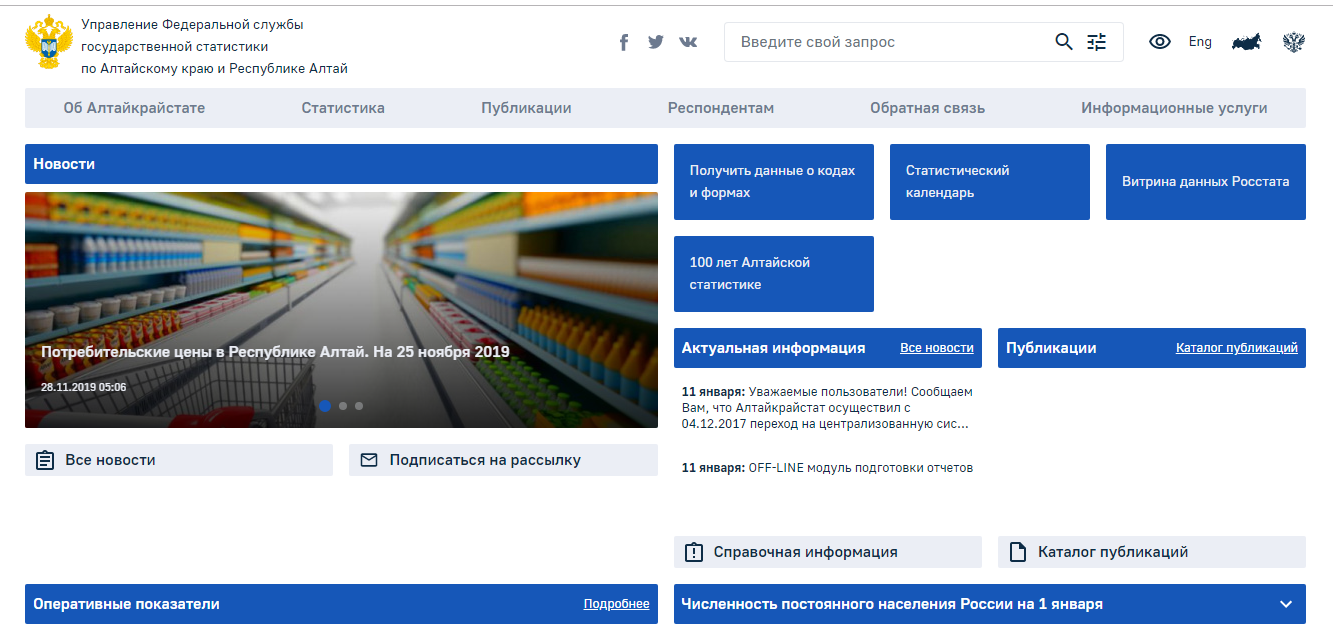 Управление Федеральной службы
государственной статистики
по Алтайскому краю и Республике Алтай
Введите свой запрос
Eng
Об Алтайкрайстате
Статистика
Публикации
Респондентам
Обратная связь
Информационные услуги
Новости
Потребительские цены в Республике Алтай. На 25 ноября 2019
28.11.2019 05:06
Все новости
Подписаться на рассылку
Получить данные о кодах
и формах
Статистический
календарь
Витрина данных Росстата
100 лет Алтайской
статистике
Актуальная информация
Все новости
11 января: Уважаемые пользователи! Сообщаем
Вам, что Алтайкрайстат осуществил с
04.12.2017 переход на централизованную сис...
11 января: OFF-LINE модуль подготовки отчетов
Публикации
Каталог публикаций
Справочная информация
Каталог публикаций
Оперативные показатели
Подробнее
Численность постоянного населения России на 1 января